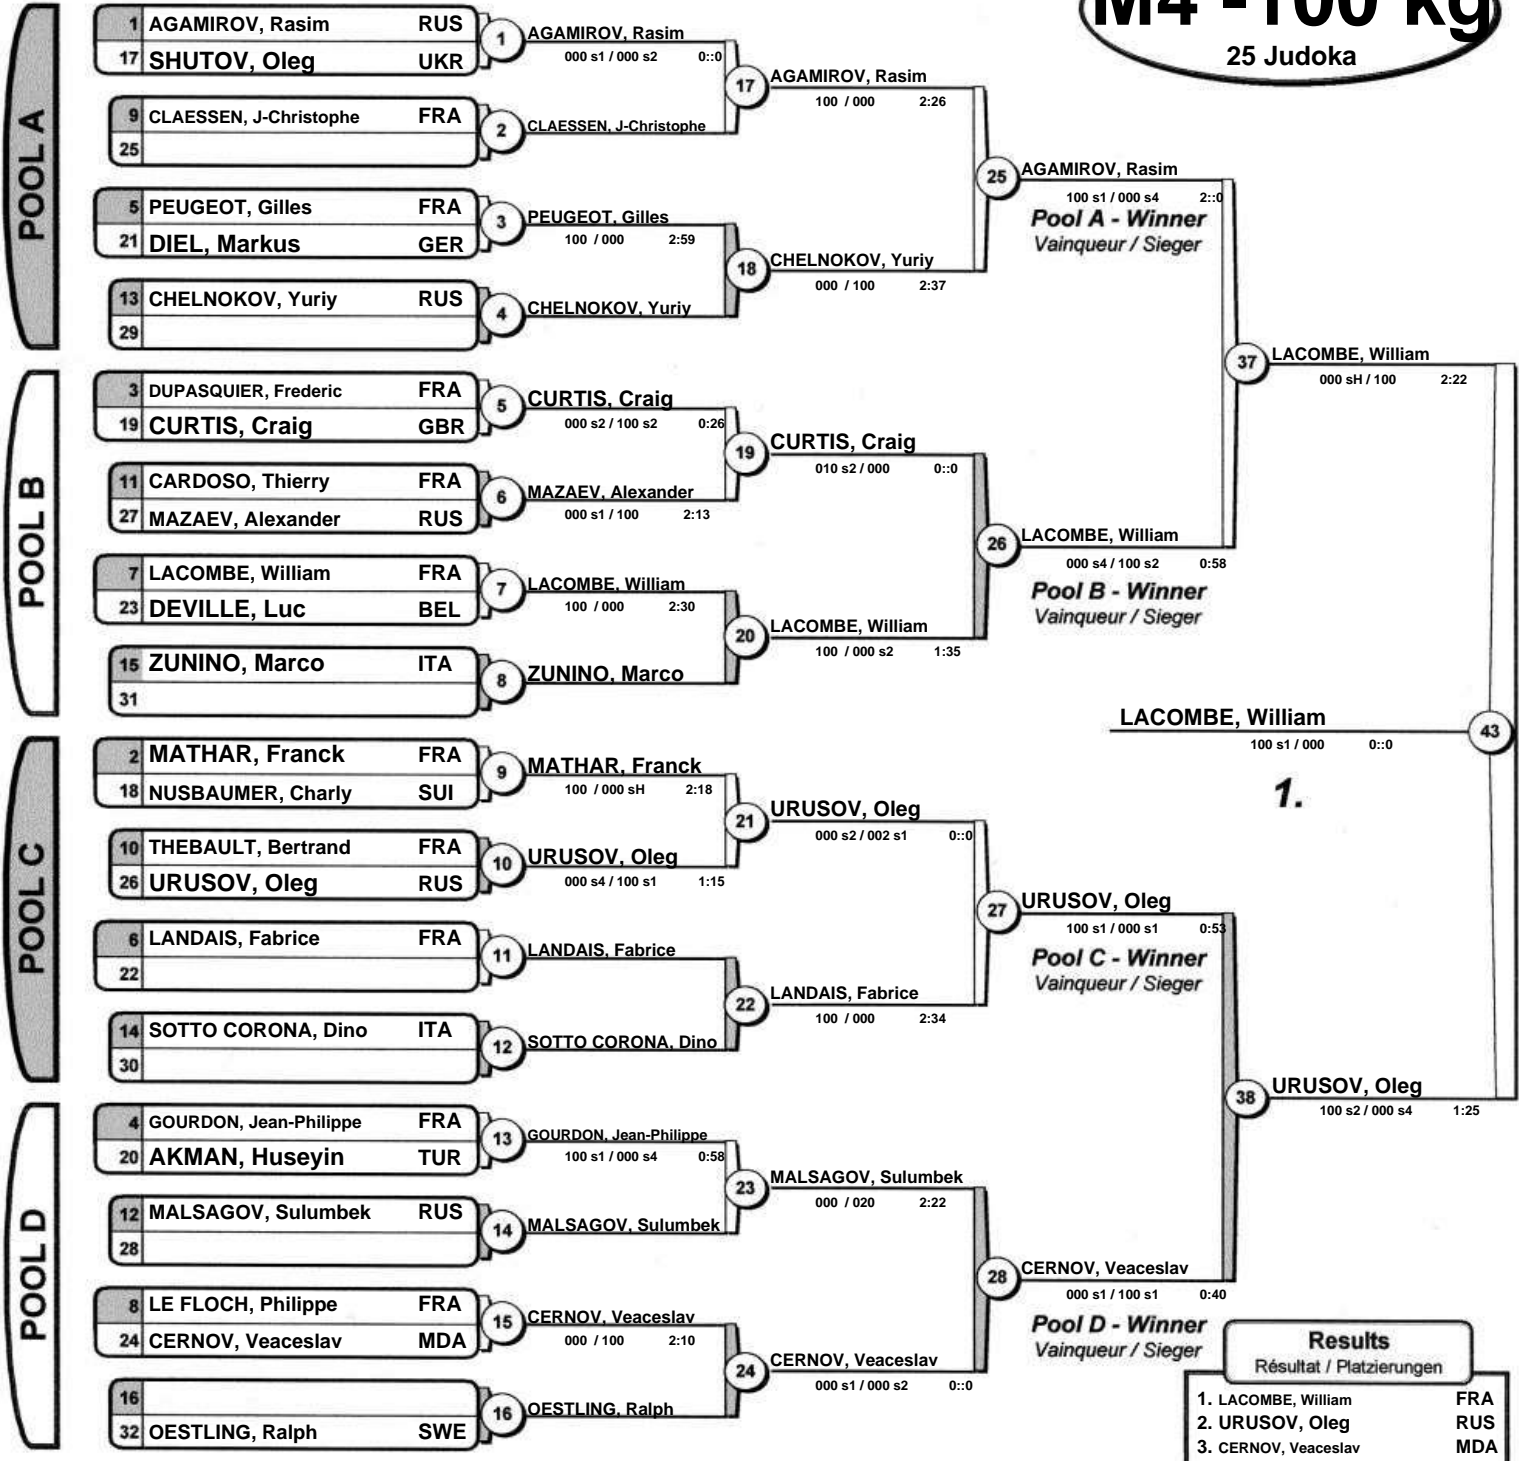 M4 -100 kg
25 Judoka
POOL A
1 AGAMIROV, Rasim RUS
17 SHUTOV, Oleg UKR
1 AGAMIROV, Rasim
000 s1 / 000 s2 0::0
9 CLAESSEN, J-Christophe FRA
25
2 CLAESSEN, J-Christophe
17 AGAMIROV, Rasim
100 / 000 2:26
5 PEUGEOT, Gilles FRA
21 DIEL, Markus GER
3 PEUGEOT, Gilles
100 / 000 2:59
13 CHELNOKOV, Yuriy RUS
29
4 CHELNOKOV, Yuriy
18 CHELNOKOV, Yuriy
000 / 100 2:37
25 AGAMIROV, Rasim
100 s1 / 000 s4 2::0
Pool A - Winner
Vainqueur / Sieger
POOL B
3 DUPASQUIER, Frederic FRA
19 CURTIS, Craig GBR
5 CURTIS, Craig
000 s2 / 100 s2 0:26
11 CARDOSO, Thierry FRA
27 MAZAEV, Alexander RUS
6 MAZAEV, Alexander
000 s1 / 100 2:13
19 CURTIS, Craig
010 s2 / 000 0::0
7 LACOMBE, William FRA
23 DEVILLE, Luc BEL
7 LACOMBE, William
100 / 000 2:30
15 ZUNINO, Marco ITA
31
8 ZUNINO, Marco
20 LACOMBE, William
100 / 000 s2 1:35
26 LACOMBE, William
000 s4 / 100 s2 0:58
Pool B - Winner
Vainqueur / Sieger
37 LACOMBE, William
000 sH / 100 2:22
POOL C
2 MATHAR, Franck FRA
18 NUSBAUMER, Charly SUI
9 MATHAR, Franck
100 / 000 sH 2:18
10 THEBAULT, Bertrand FRA
26 URUSOV, Oleg RUS
10 URUSOV, Oleg
000 s4 / 100 s1 1:15
21 URUSOV, Oleg
000 s2 / 002 s1 0::0
6 LANDAIS, Fabrice FRA
22
11 LANDAIS, Fabrice
14 SOTTO CORONA, Dino ITA
30
12 SOTTO CORONA, Dino
22 LANDAIS, Fabrice
100 / 000 2:34
27 URUSOV, Oleg
100 s1 / 000 s1 0:53
Pool C - Winner
Vainqueur / Sieger
LACOMBE, William 43
100 s1 / 000 0::0
1.
POOL D
4 GOURDON, Jean-Philippe FRA
20 AKMAN, Huseyin TUR
13 GOURDON, Jean-Philippe
100 s1 / 000 s4 0:58
12 MALSAGOV, Sulumbek RUS
28
14 MALSAGOV, Sulumbek
23 MALSAGOV, Sulumbek
000 / 020 2:22
8 LE FLOCH, Philippe FRA
24 CERNOV, Veaceslav MDA
15 CERNOV, Veaceslav
000 / 100 2:10
16
32 OESTLING, Ralph SWE
16 OESTLING, Ralph
24 CERNOV, Veaceslav
000 s1 / 000 s2 0::0
28 CERNOV, Veaceslav
000 s1 / 100 s1 0:40
Pool D - Winner
Vainqueur / Sieger
38 URUSOV, Oleg
100 s2 / 000 s4 1:25
Results
Résultat / Platzierungen
1. LACOMBE, William FRA
2. URUSOV, Oleg RUS
3. CERNOV, Veaceslav MDA